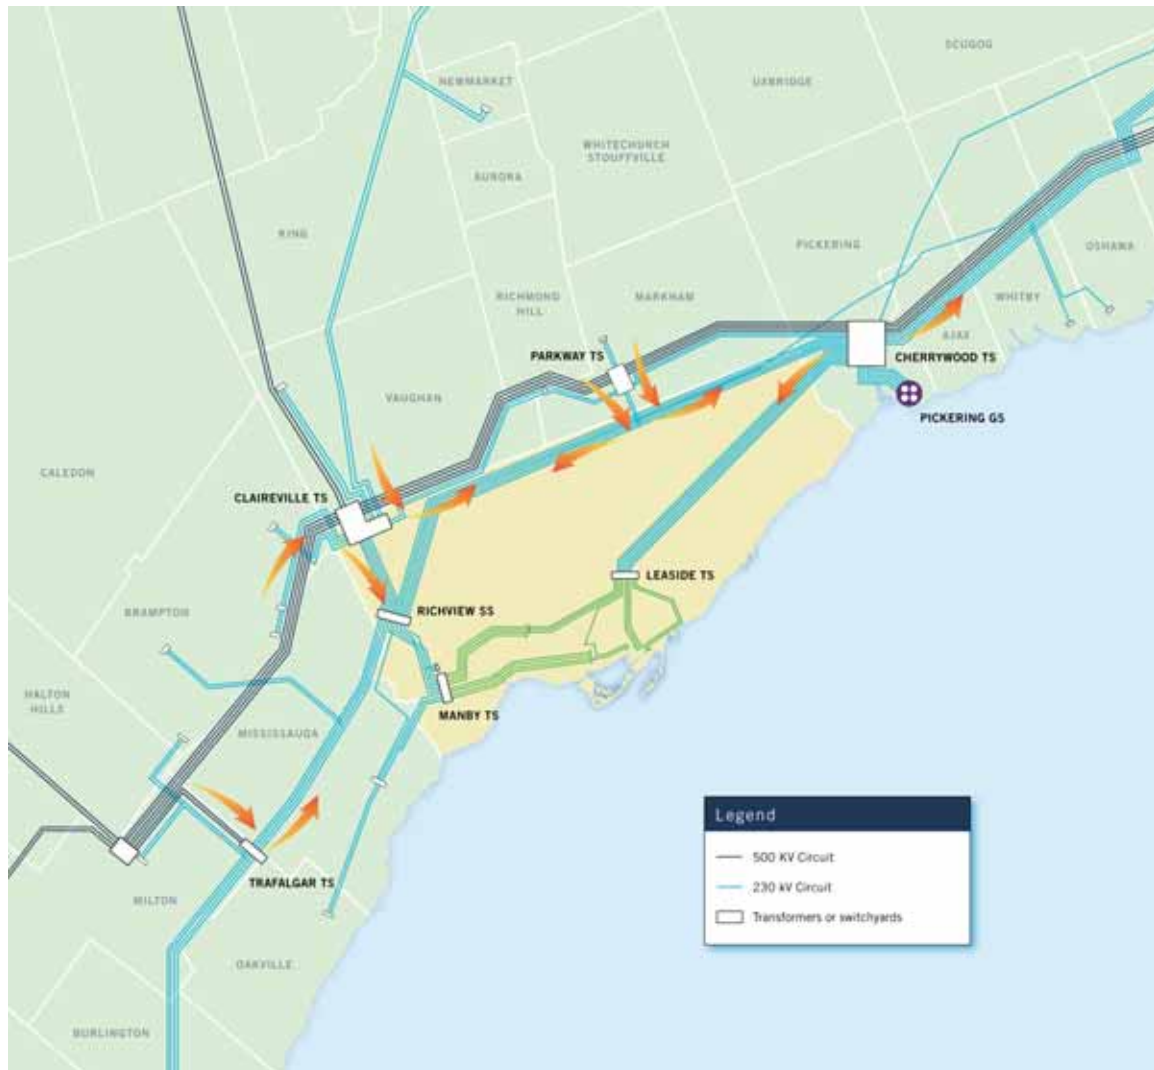 SCUGOG
NEWMARKET
UXBRIDGE
WHITECHURCH
STOUFFVILLE
AURORA
KING
PICKERING
OSHAWA
RICHMOND
HILL
MARKHAM
WHITBY
AJAX
PARKWAY TS
CHERRYWOOD TS
VAUGHAN
PICKERING GS
CALEDON
CLAIREVILLE TS
LEASIDE TS
BRAMPTON
RICHVIEW SS
HALTON
HILLS
MANBY TS
MISSISSAUGA
Legend
500 KV Circuit
230 kV Circuit
Transformers or switchyards
TRAFALGAR TS
MILTON
OAKVILLE
BURLINGTON